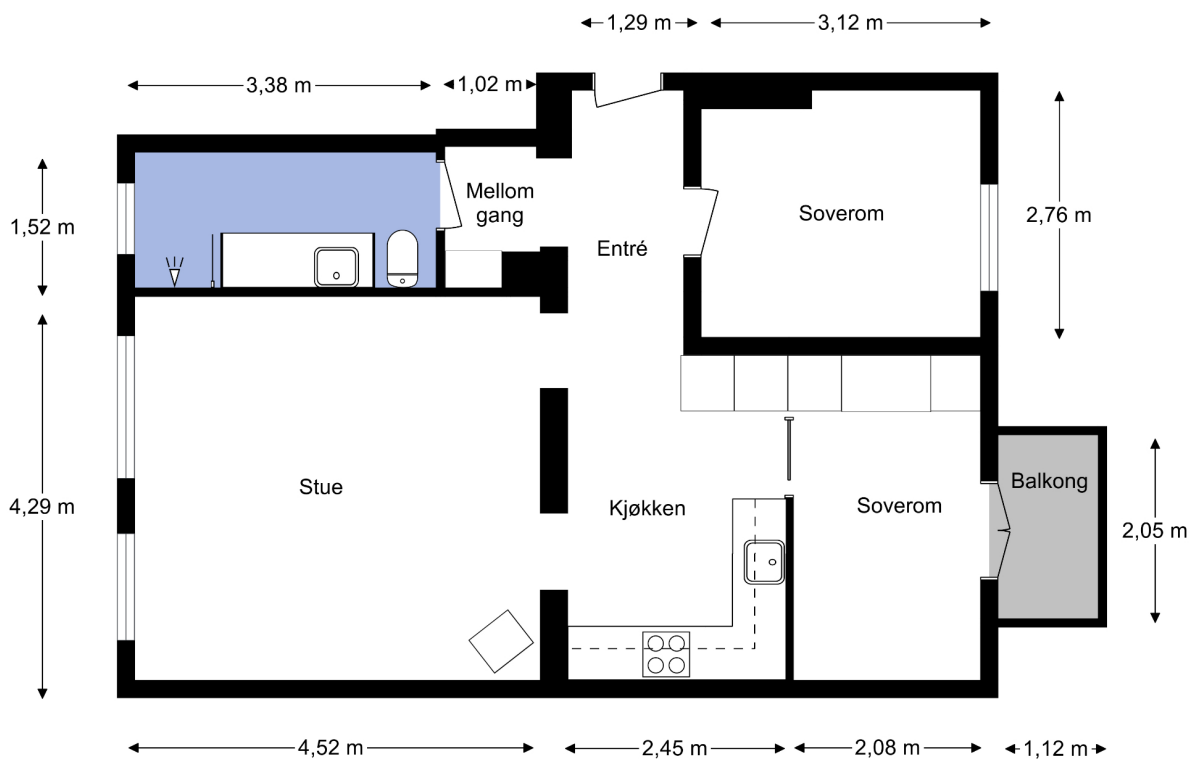 1,29 m
3,12 m
3,38 m
1,02 m
Mellom
gang
Soverom
1,52 m
2,76 m
Entré
Stue
Balkong
4,29 m
Kjøkken
Soverom
2,05 m
4,52 m
2,45 m
2,08 m
1,12 m